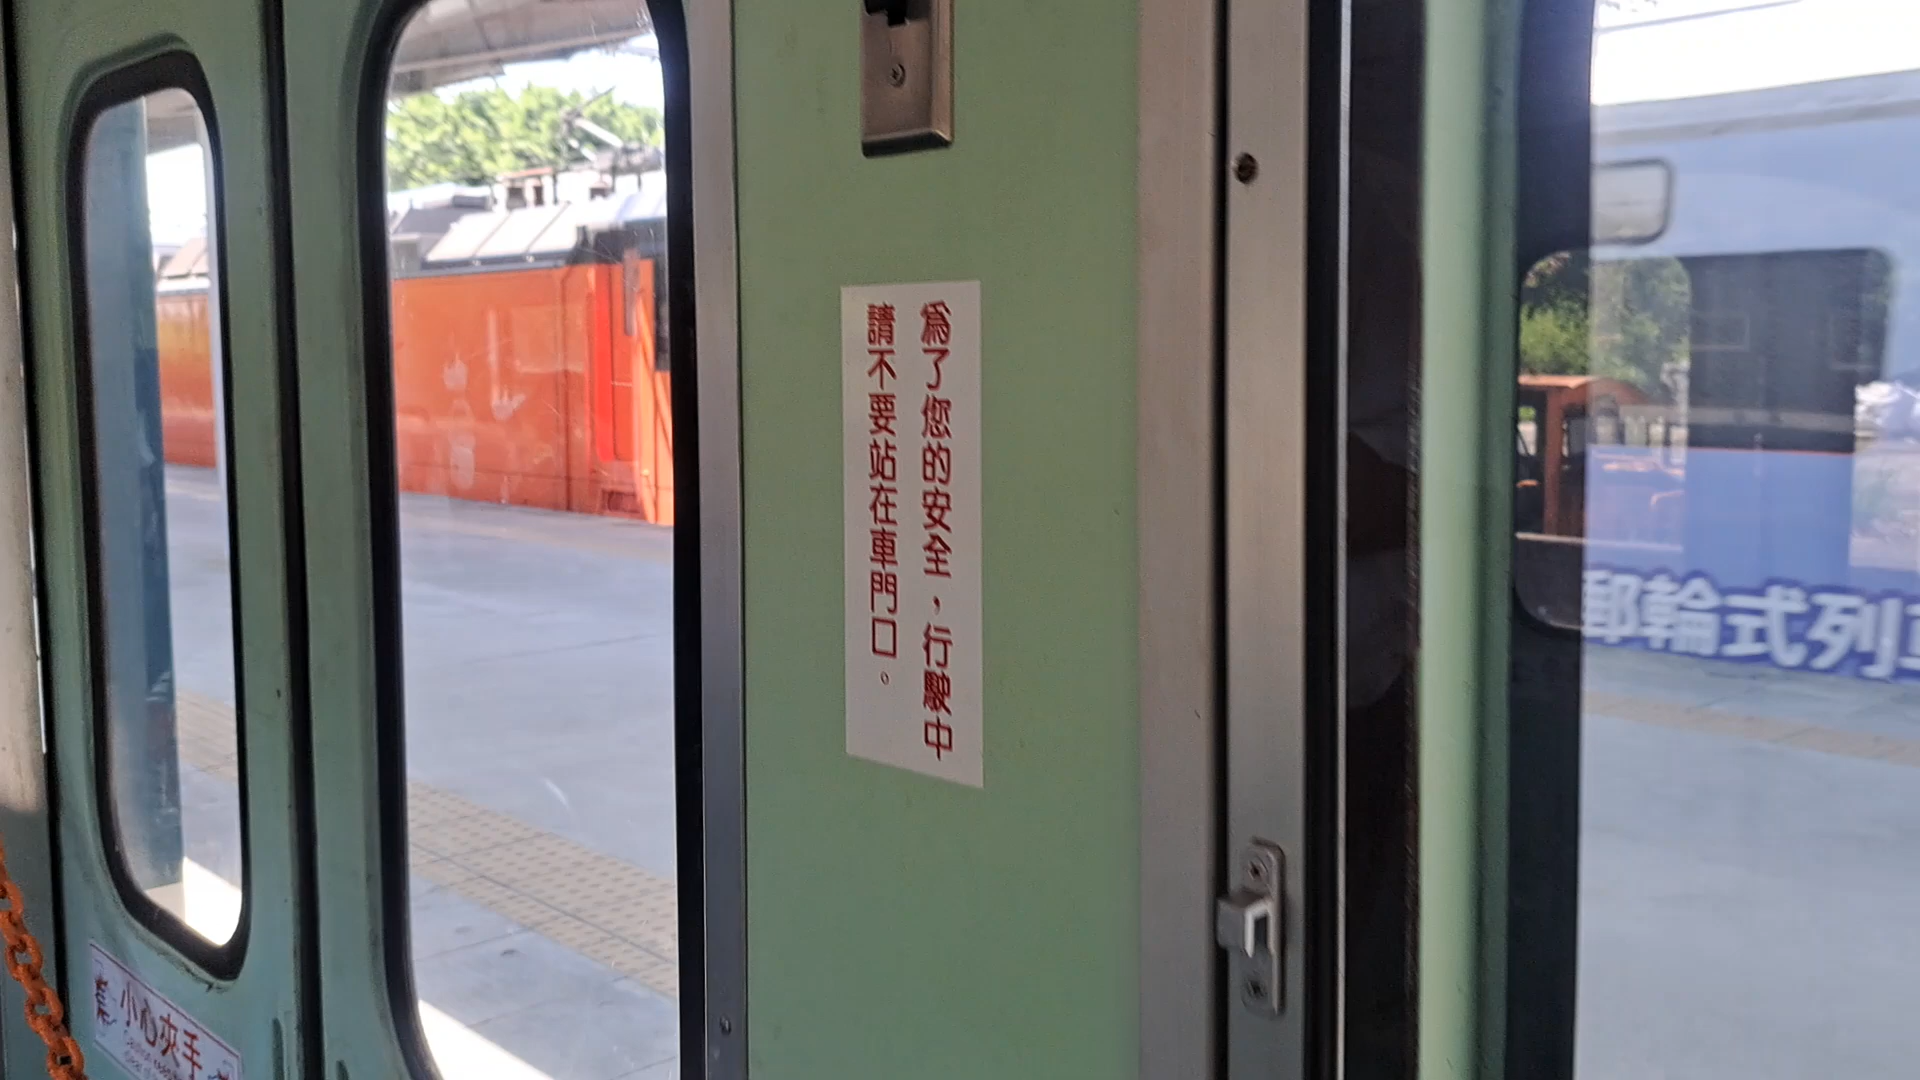 為了您的安全，行駛中
請不要站在車門口。
小心夾手
郵輪式列